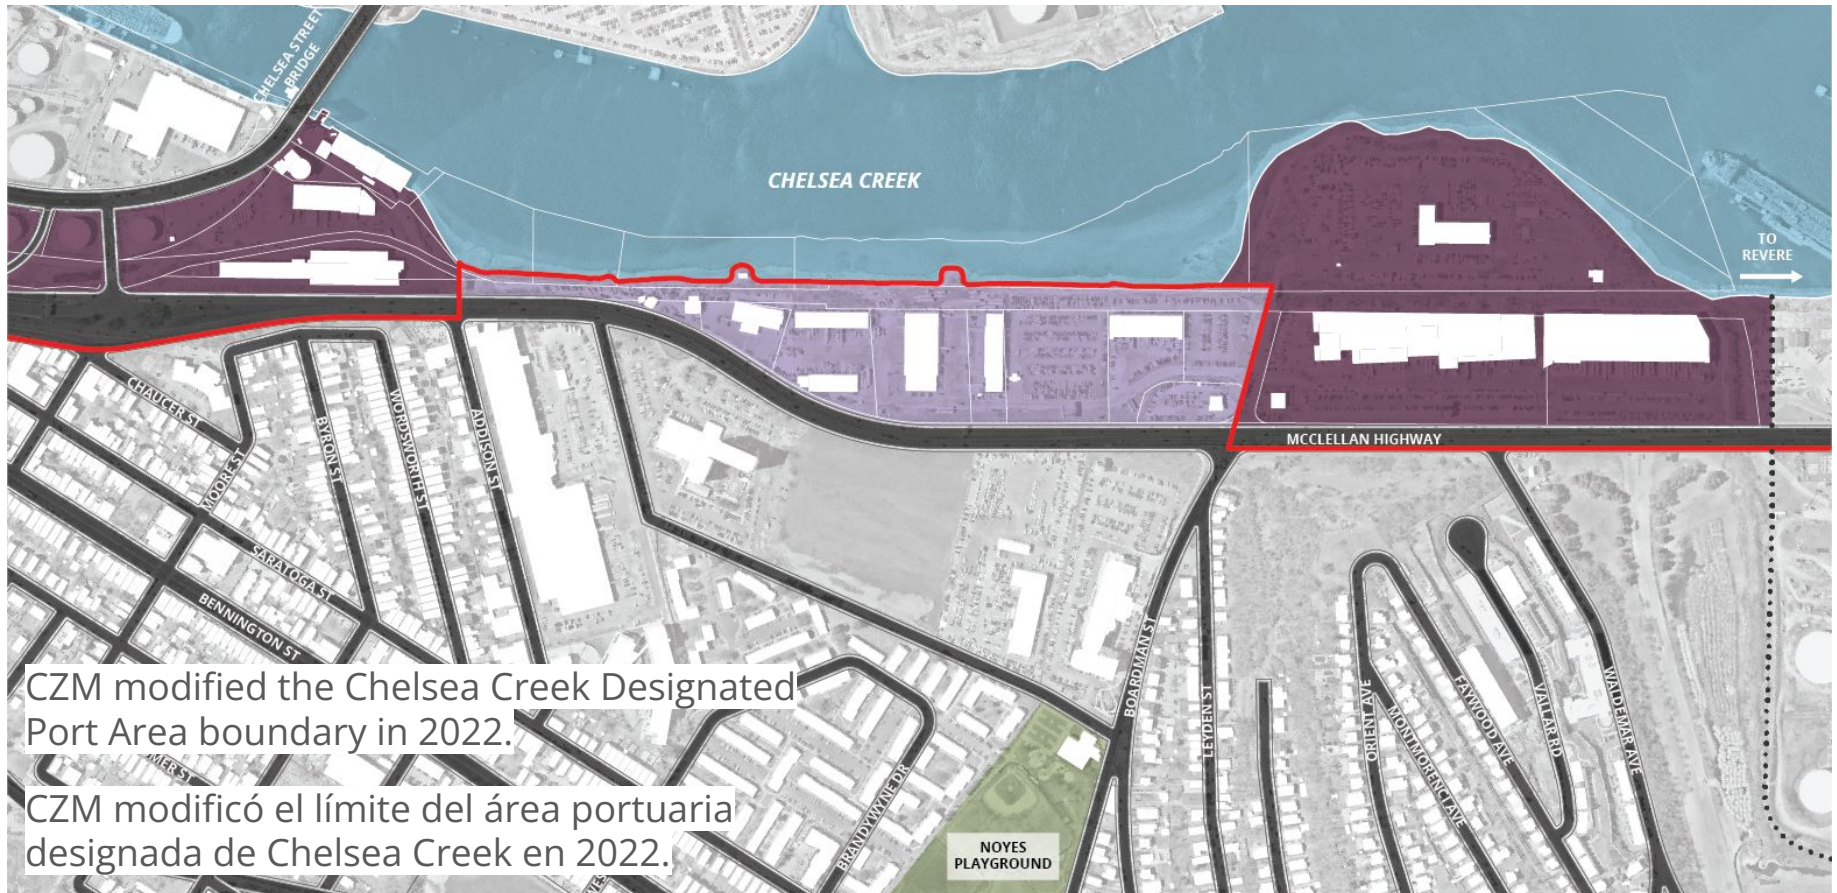 CHELSEA STREET
BRIDGE
CHELSEA CREEK
TO
REVERE
MCCLELLAN HIGHWAY
CHAUCER ST
MOORE ST
BYRON ST
WORDSWORTH ST
ADDISON ST
SARATOGA ST
BENNINGTON ST
BOARDMAN ST
LEYDEN ST
ORIENT AVE
MONTMORENCI AVE
FAYWOOD AVE
VALLAR RD
WALDEMAR AVE
BRANDYWYNE DR
NOYES
PLAYGROUND
CZM modified the Chelsea Creek Designated
Port Area boundary in 2022.
CZM modificó el límite del área portuaria
designada de Chelsea Creek en 2022.